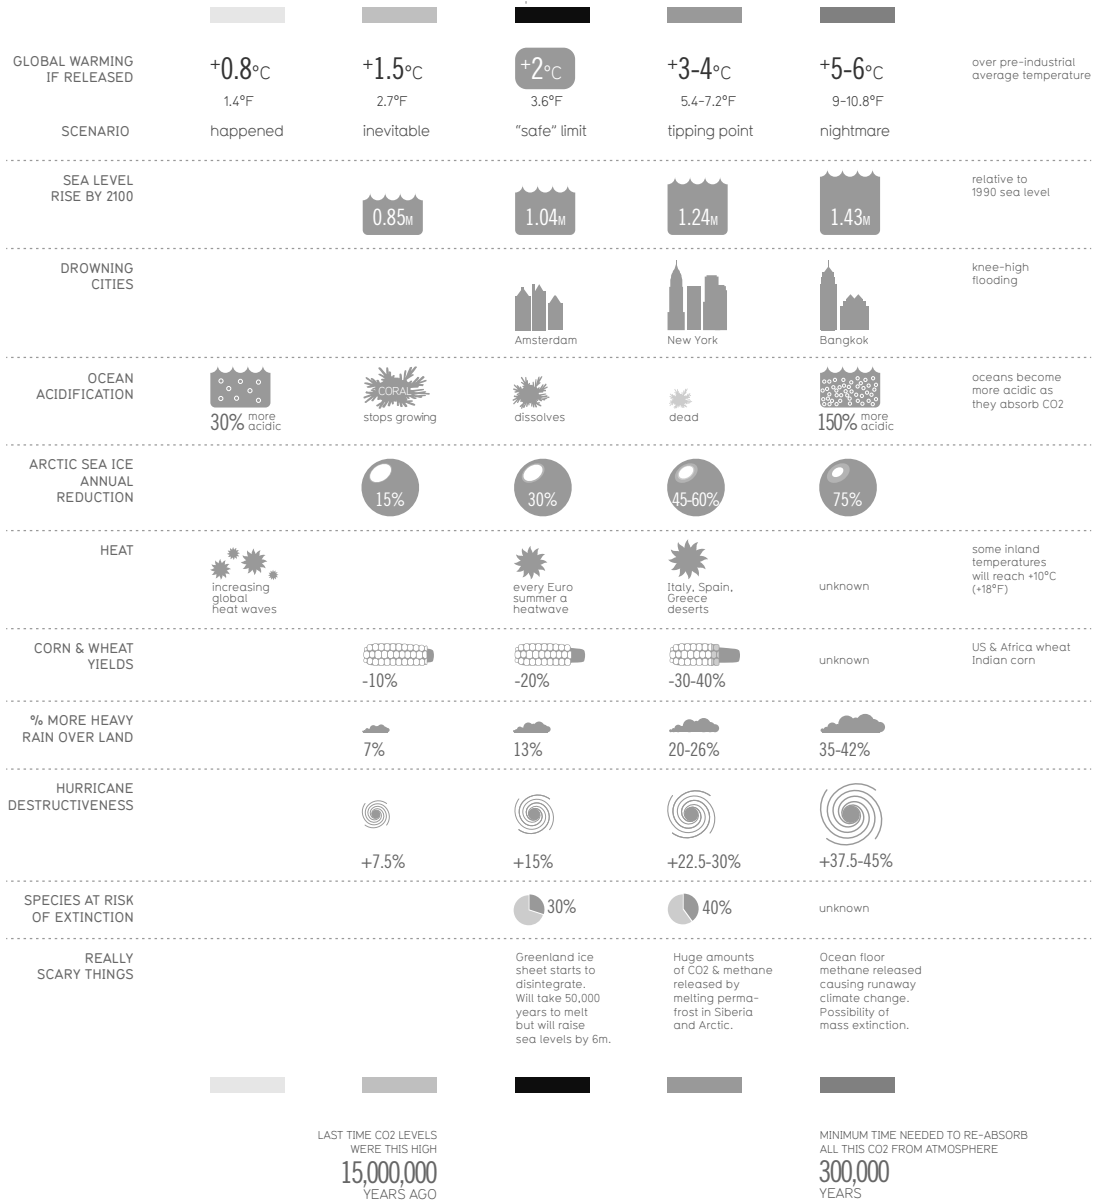 GLOBAL WARMING
IF RELEASED
+0.8°C
+1.5°C
+2°C
+3-4°C
+5-6°C
over pre-industrial
average temperature
1.4°F
2.7°F
3.6°F
5.4-7.2°F
9-10.8°F
SCENARIO
happened
inevitable
"safe" limit
tipping point
nightmare
SEA LEVEL
RISE BY 2100
0.85M
1.04M
1.24M
1.43M
relative to
1990 sea level
DROWNING
CITIES
Amsterdam
New York
Bangkok
knee-high
flooding
OCEAN
ACIDIFICATION
30% more
acidic
CORAL
stops growing
dissolves
dead
150% more
acidic
oceans become
more acidic as
they absorb CO2
ARCTIC SEA ICE
ANNUAL
REDUCTION
15%
30%
45-60%
75%
HEAT
increasing
global
heat waves
every Euro
summer a
heatwave
Italy, Spain,
Greece
deserts
unknown
some inland
temperatures
will reach +10°C
(+18°F)
CORN & WHEAT
YIELDS
-10%
-20%
-30-40%
unknown
US & Africa wheat
Indian corn
% MORE HEAVY
RAIN OVER LAND
7%
13%
20-26%
35-42%
HURRICANE
DESTRUCTIVENESS
+7.5%
+15%
+22.5-30%
+37.5-45%
SPECIES AT RISK
OF EXTINCTION
30%
40%
unknown
REALLY
SCARY THINGS
Greenland ice
sheet starts to
disintegrate.
Will take 50,000
years to melt
but will raise
sea levels by 6m.
Huge amounts
of CO2 & methane
released by
melting perma-
frost in Siberia
and Arctic.
Ocean floor
methane released
causing runaway
climate change.
Possibility of
mass extinction.
LAST TIME CO2 LEVELS
WERE THIS HIGH
15,000,000
YEARS AGO
MINIMUM TIME NEEDED TO RE-ABSORB
ALL THIS CO2 FROM ATMOSPHERE
300,000
YEARS